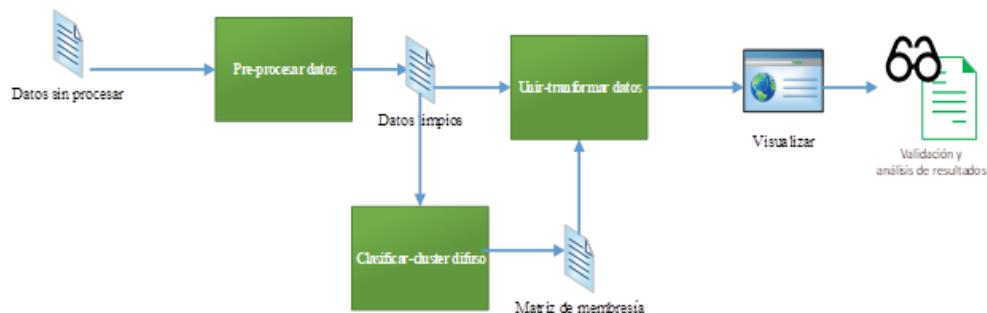 Datos sin procesar
Pre-procesar datos
Datos limpios
Unir-tranformar datos
Visualizar
Validación y
análisis de resultados
Clasificar-cluster difuso
Matriz de membresía